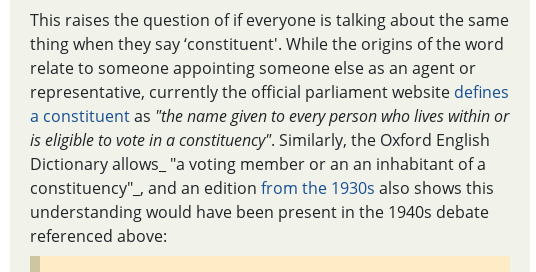 This raises the question of if everyone is talking about the same
thing when they say ‘constituent'. While the origins of the word
relate to someone appointing someone else as an agent or
representative, currently the official parliament website defines
a constituent as "the name given to every person who lives within or
is eligible to vote in a constituency". Similarly, the Oxford English
Dictionary allows_ "a voting member or an an inhabitant of a
constituency"_, and an edition from the 1930s also shows this
understanding would have been present in the 1940s debate
referenced above: